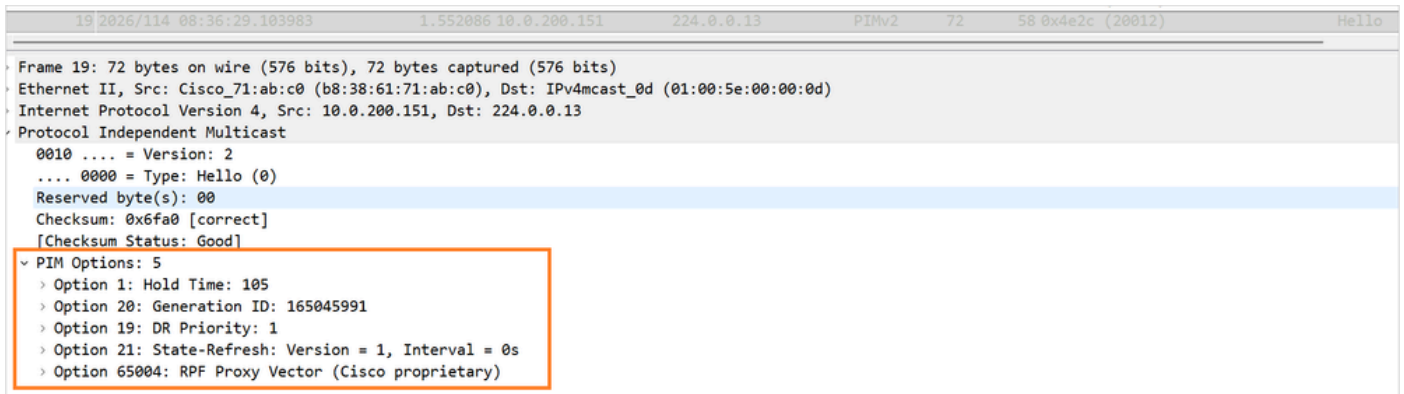 19 2026/114 08:36:29.103983 1.552086 10.0.200.151 224.0.0.13 PIMv2 72 58 0x4e2c (20012) Hello
Frame 19: 72 bytes on wire (576 bits), 72 bytes captured (576 bits)
Ethernet II, Src: Cisco_71:ab:c0 (b8:38:61:71:ab:c0), Dst: IPv4mcast_0d (01:00:5e:00:00:0d)
Internet Protocol Version 4, Src: 10.0.200.151, Dst: 224.0.0.13
Protocol Independent Multicast
0010 .... = Version: 2
.... 0000 = Type: Hello (0)
Reserved byte(s): 00
Checksum: 0x6fa0 [correct]
[Checksum Status: Good]
PIM Options: 5
Option 1: Hold Time: 105
Option 20: Generation ID: 165045991
Option 19: DR Priority: 1
Option 21: State-Refresh: Version = 1, Interval = 0s
Option 65004: RPF Proxy Vector (Cisco proprietary)